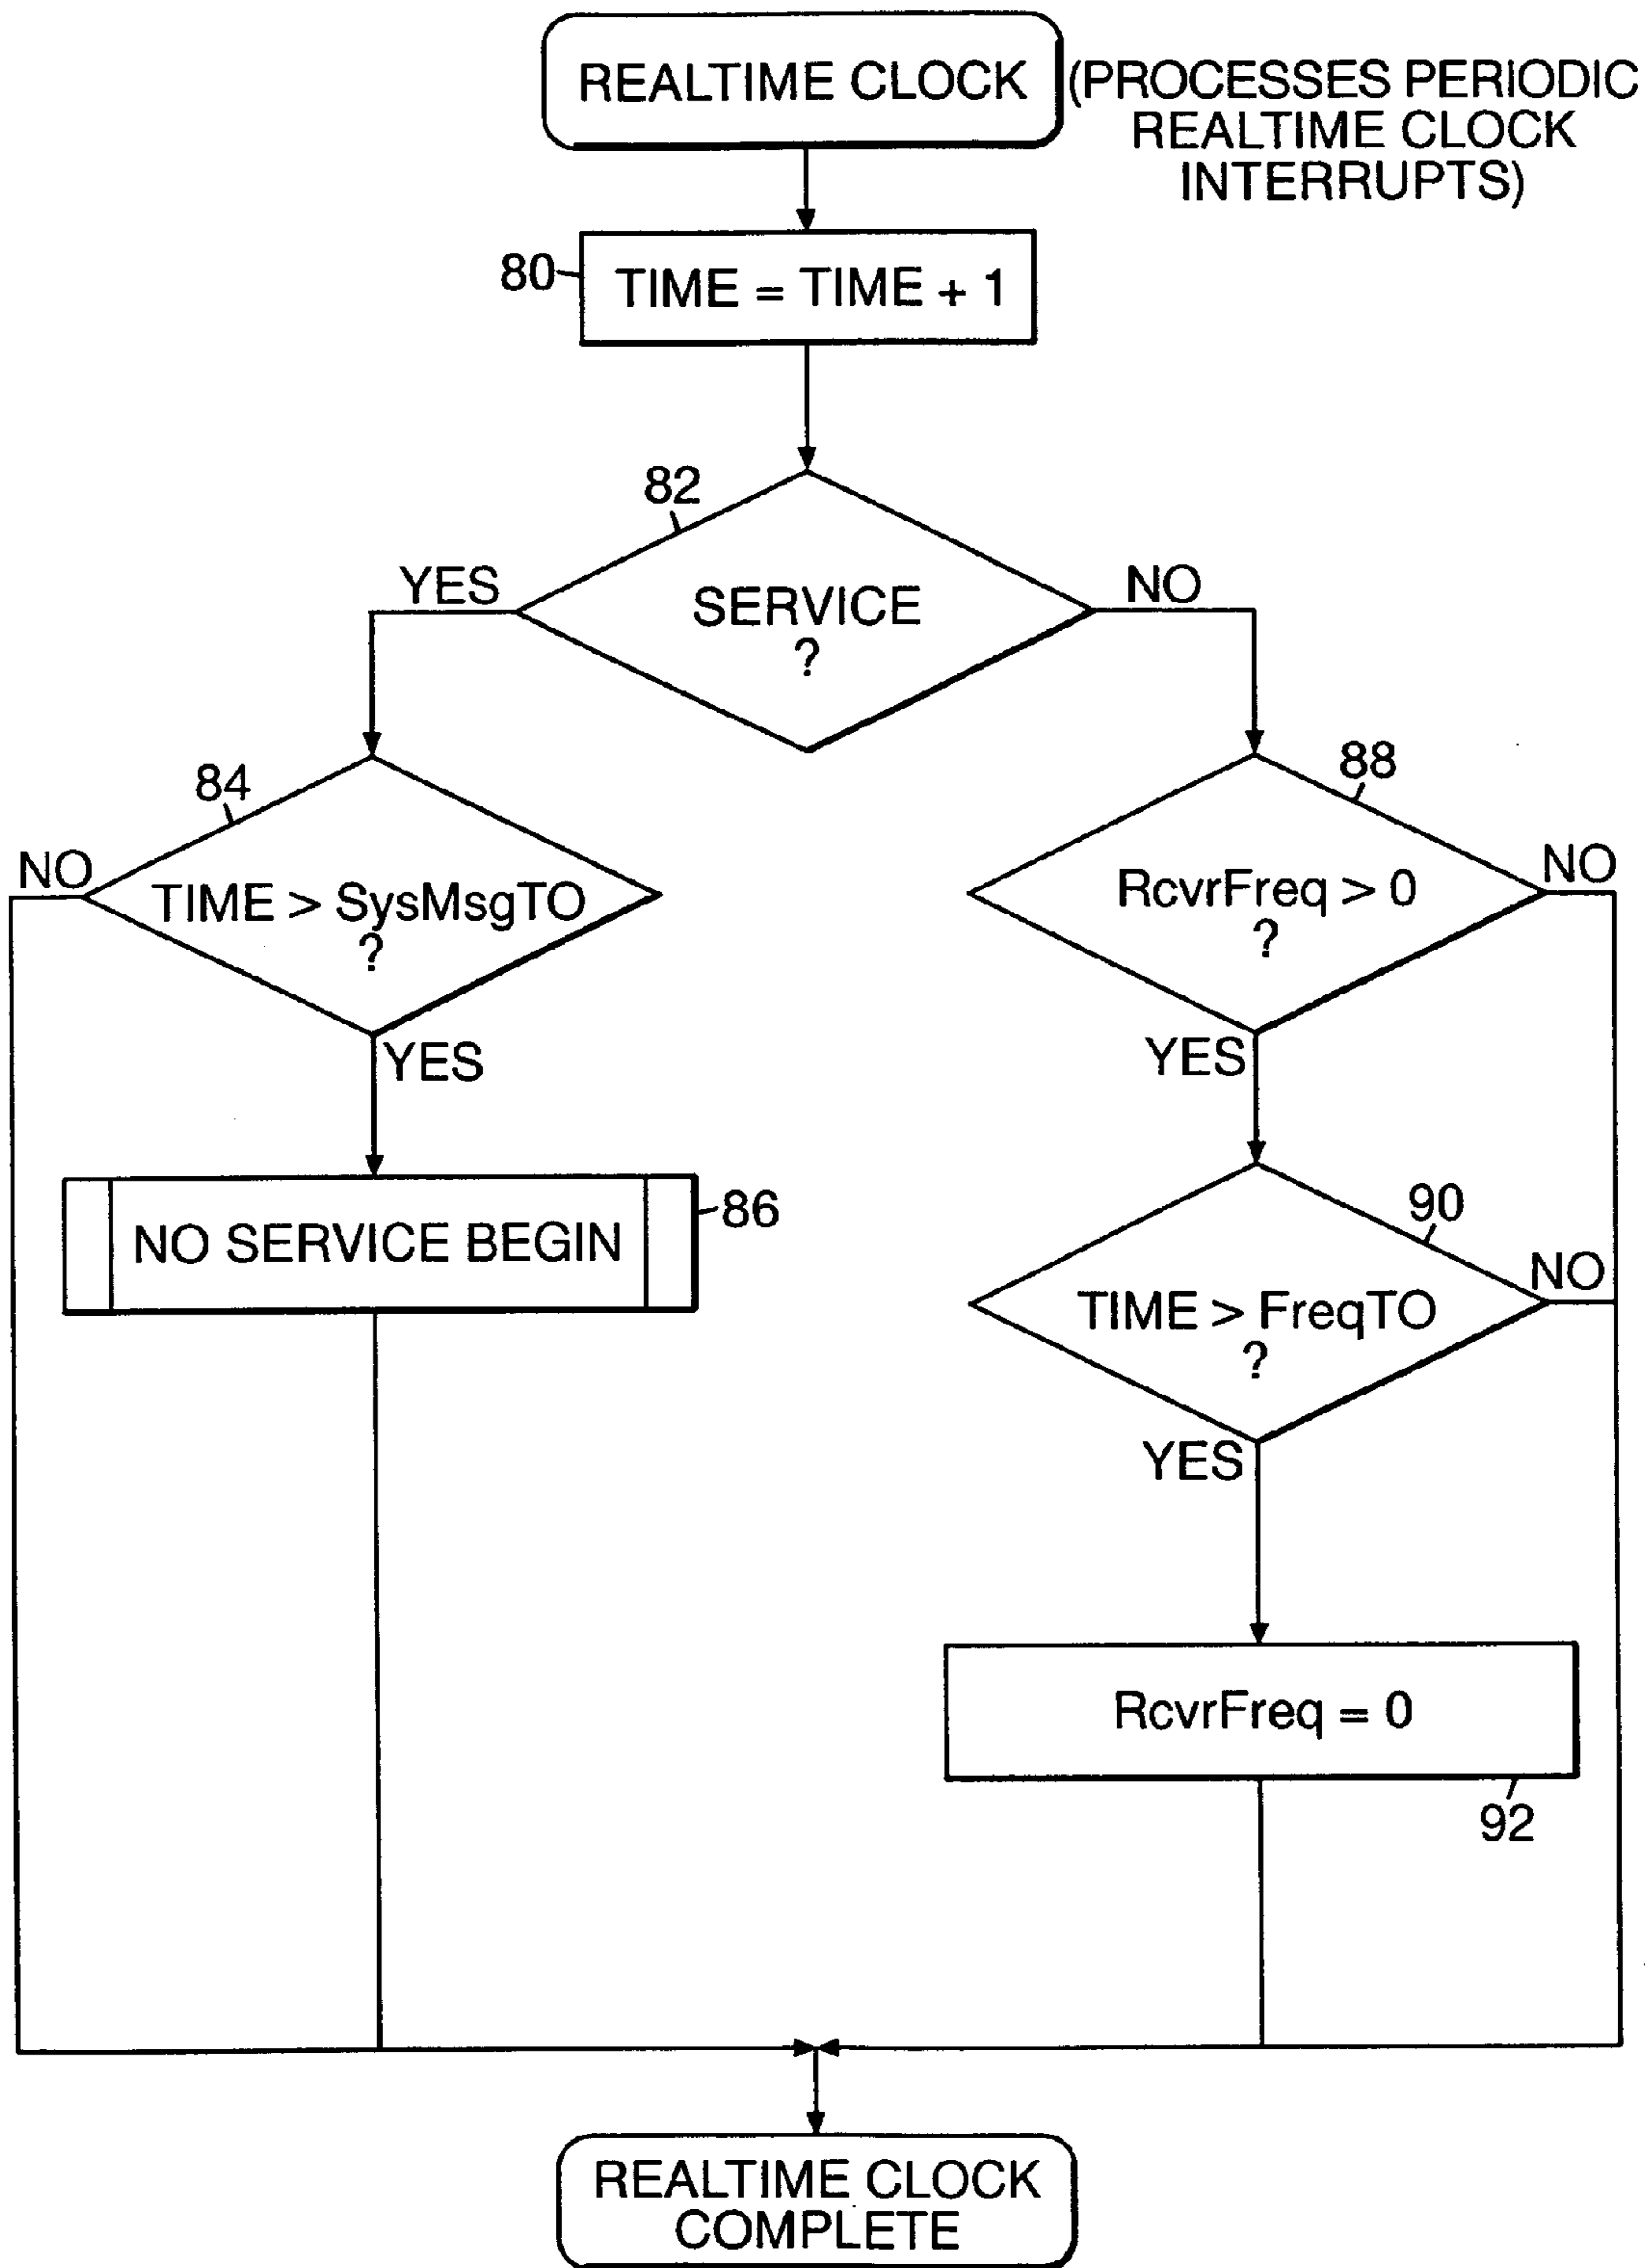 REALTIME CLOCK
(PROCESSES PERIODIC
REALTIME CLOCK
INTERRUPTS)
80
TIME = TIME + 1
82
YES
NO
SERVICE
?
84
88
NO
TIME > SysMsgTO
?
RcvrFreq > 0
?
NO
YES
YES
NO SERVICE BEGIN
86
90
NO
TIME > FreqTO
?
YES
RcvrFreq = 0
92
REALTIME CLOCK
COMPLETE